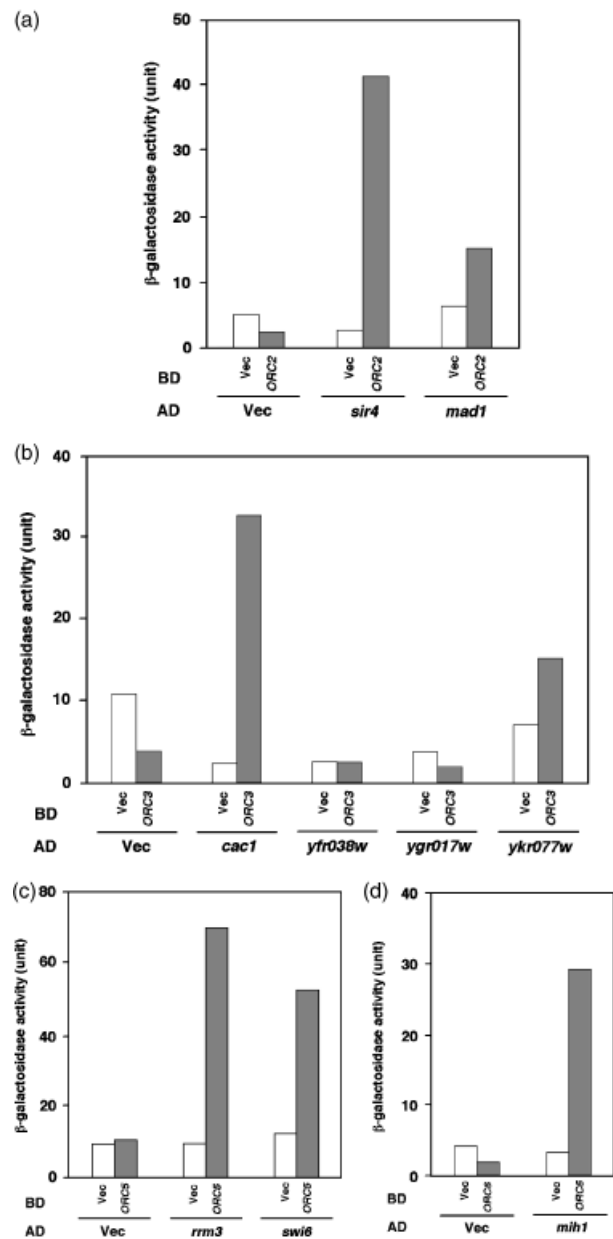 (a)
β-galactosidase activity (unit)
50
40
30
20
10
0
BD Vec ORC2 Vec ORC2 Vec ORC2
AD Vec sir4 mad1
(b)
β-galactosidase activity (unit)
40
30
20
10
0
BD Vec ORC3 Vec ORC3 Vec ORC3 Vec ORC3 Vec ORC3
AD Vec cac1 yfr038w ygr017w ykr077w
(c)
β-galactosidase activity (unit)
80
60
40
20
0
BD Vec ORC5 Vec ORC5 Vec ORC5
AD Vec rrm3 swi6
(d)
β-galactosidase activity (unit)
40
30
20
10
0
BD Vec ORC6 Vec ORC6
AD Vec mih1